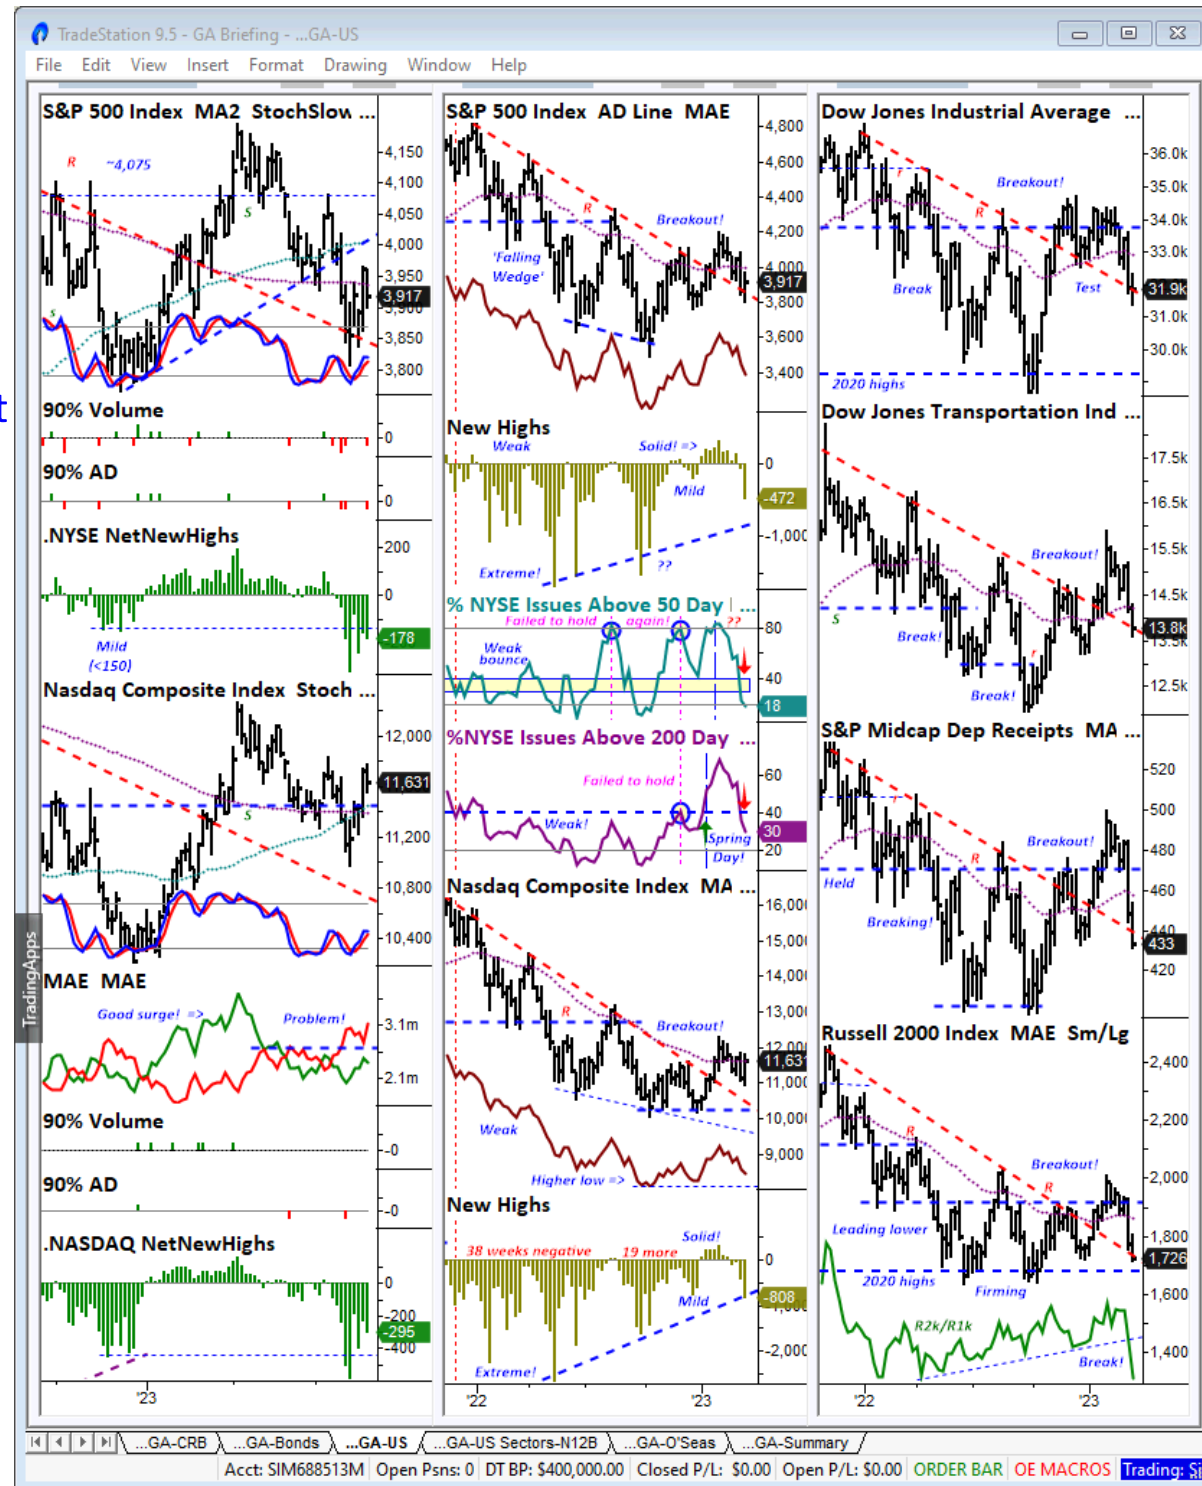 TradeStation 9.5 - GA Briefing - ...GA-US
File Edit View Insert Format Drawing Window Help
t
TradingApps
S&P 500 Index MA2 StochSlow ...
R ~4,075
S
s
4,150
4,100
4,050
4,000
3,950
3,917
3,900
3,850
3,800
90% Volume
0
90% AD
0
.NYSE NetNewHighs
200
0
-178
Mild
(<150)
Nasdaq Composite Index Stoch ...
12,000
11,631
S
11,200
10,800
10,400
MAE MAE
Good surge! =>
Problem!
3.1m
2.1m
90% Volume
-0
90% AD
-0
.NASDAQ NetNewHighs
0
-200
-295
-400
'23
S&P 500 Index AD Line MAE
4,800
4,600
4,400
R
Breakout!
4,200
'Falling
Wedge'
4,000
3,917
3,800
3,600
3,400
New Highs
Weak
Solid! =>
0
Mild
-472
-1,000
Extreme!
??
% NYSE Issues Above 50 Day ...
Failed to hold again! ??
80
Weak
bounce
40
18
%NYSE Issues Above 200 Day ...
60
Failed to hold
40
Weak!
30
Spring
Day!
20
Nasdaq Composite Index MA ...
16,000
15,000
14,000
13,000
R
Breakout!
12,000
11,631
11,000
10,000
Weak
9,000
Higher low =>
New Highs
Solid!
38 weeks negative 19 more
0
Mild
-808
-2,000
Extreme!
'22 '23
Dow Jones Industrial Average ...
36.0k
r
Breakout!
35.0k
R
34.0k
33.0k
Break
Test
31.9k
31.0k
30.0k
2020 highs
Dow Jones Transportation Ind ...
17.5k
16.5k
Breakout!
15.5k
14.5k
S
Break!
13.8k
r
Break!
12.5k
S&P Midcap Dep Receipts MA ...
520
r
500
Breakout!
480
R
Held
460
Breaking!
440
433
420
Russell 2000 Index MAE Sm/Lg
2,400
2,200
R
Breakout!
2,000
R
Leading lower
1,800
1,726
2020 highs
Firming
1,600
R2k/R1k
Break!
1,400
'22 '23
...GA-CRB ...GA-Bonds ...GA-US ...GA-US Sectors-N12B ...GA-O'Seas ...GA-Summary
Acct: SIM688513M Open Psns: 0 DT BP: $400,000.00 Closed P/L: $0.00 Open P/L: $0.00 ORDER BAR OE MACROS Trading: Si